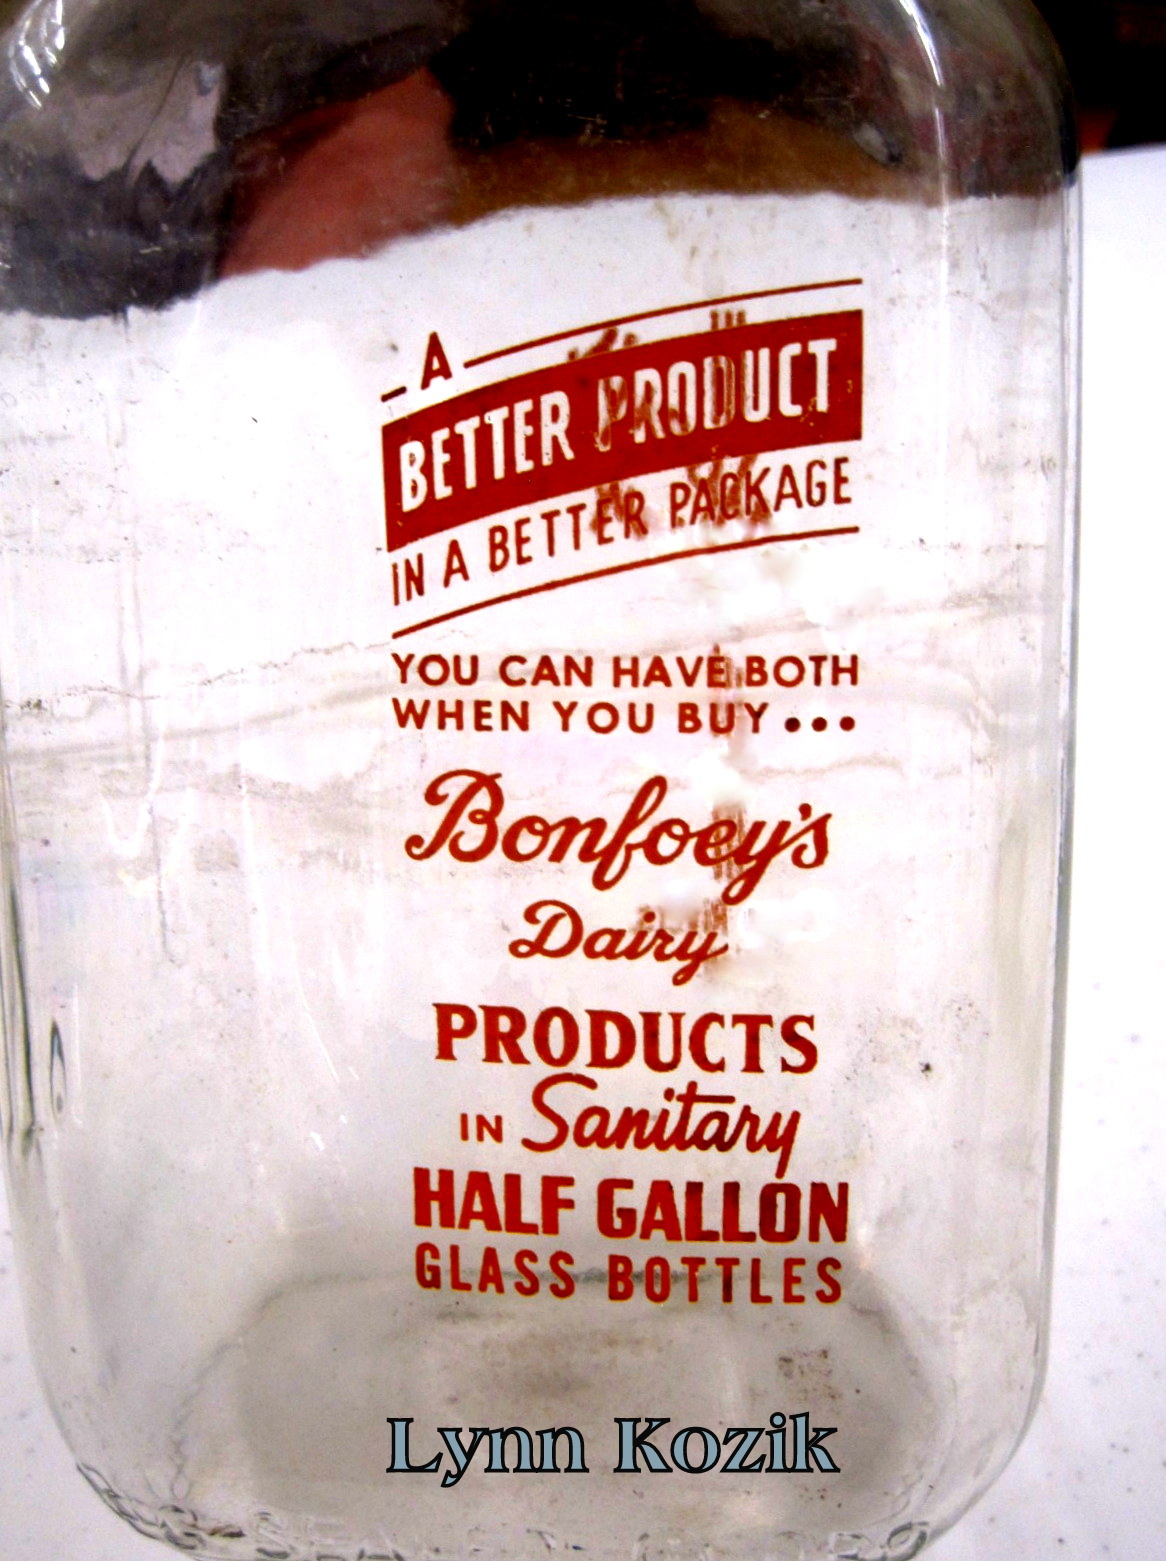 A
BETTER PRODUCT
IN A BETTER PACKAGE
YOU CAN HAVE BOTH
WHEN YOU BUY •••
Bonfoey's
Dairy
PRODUCTS
IN Sanitary
HALF GALLON
GLASS BOTTLES
Lynn Kozik